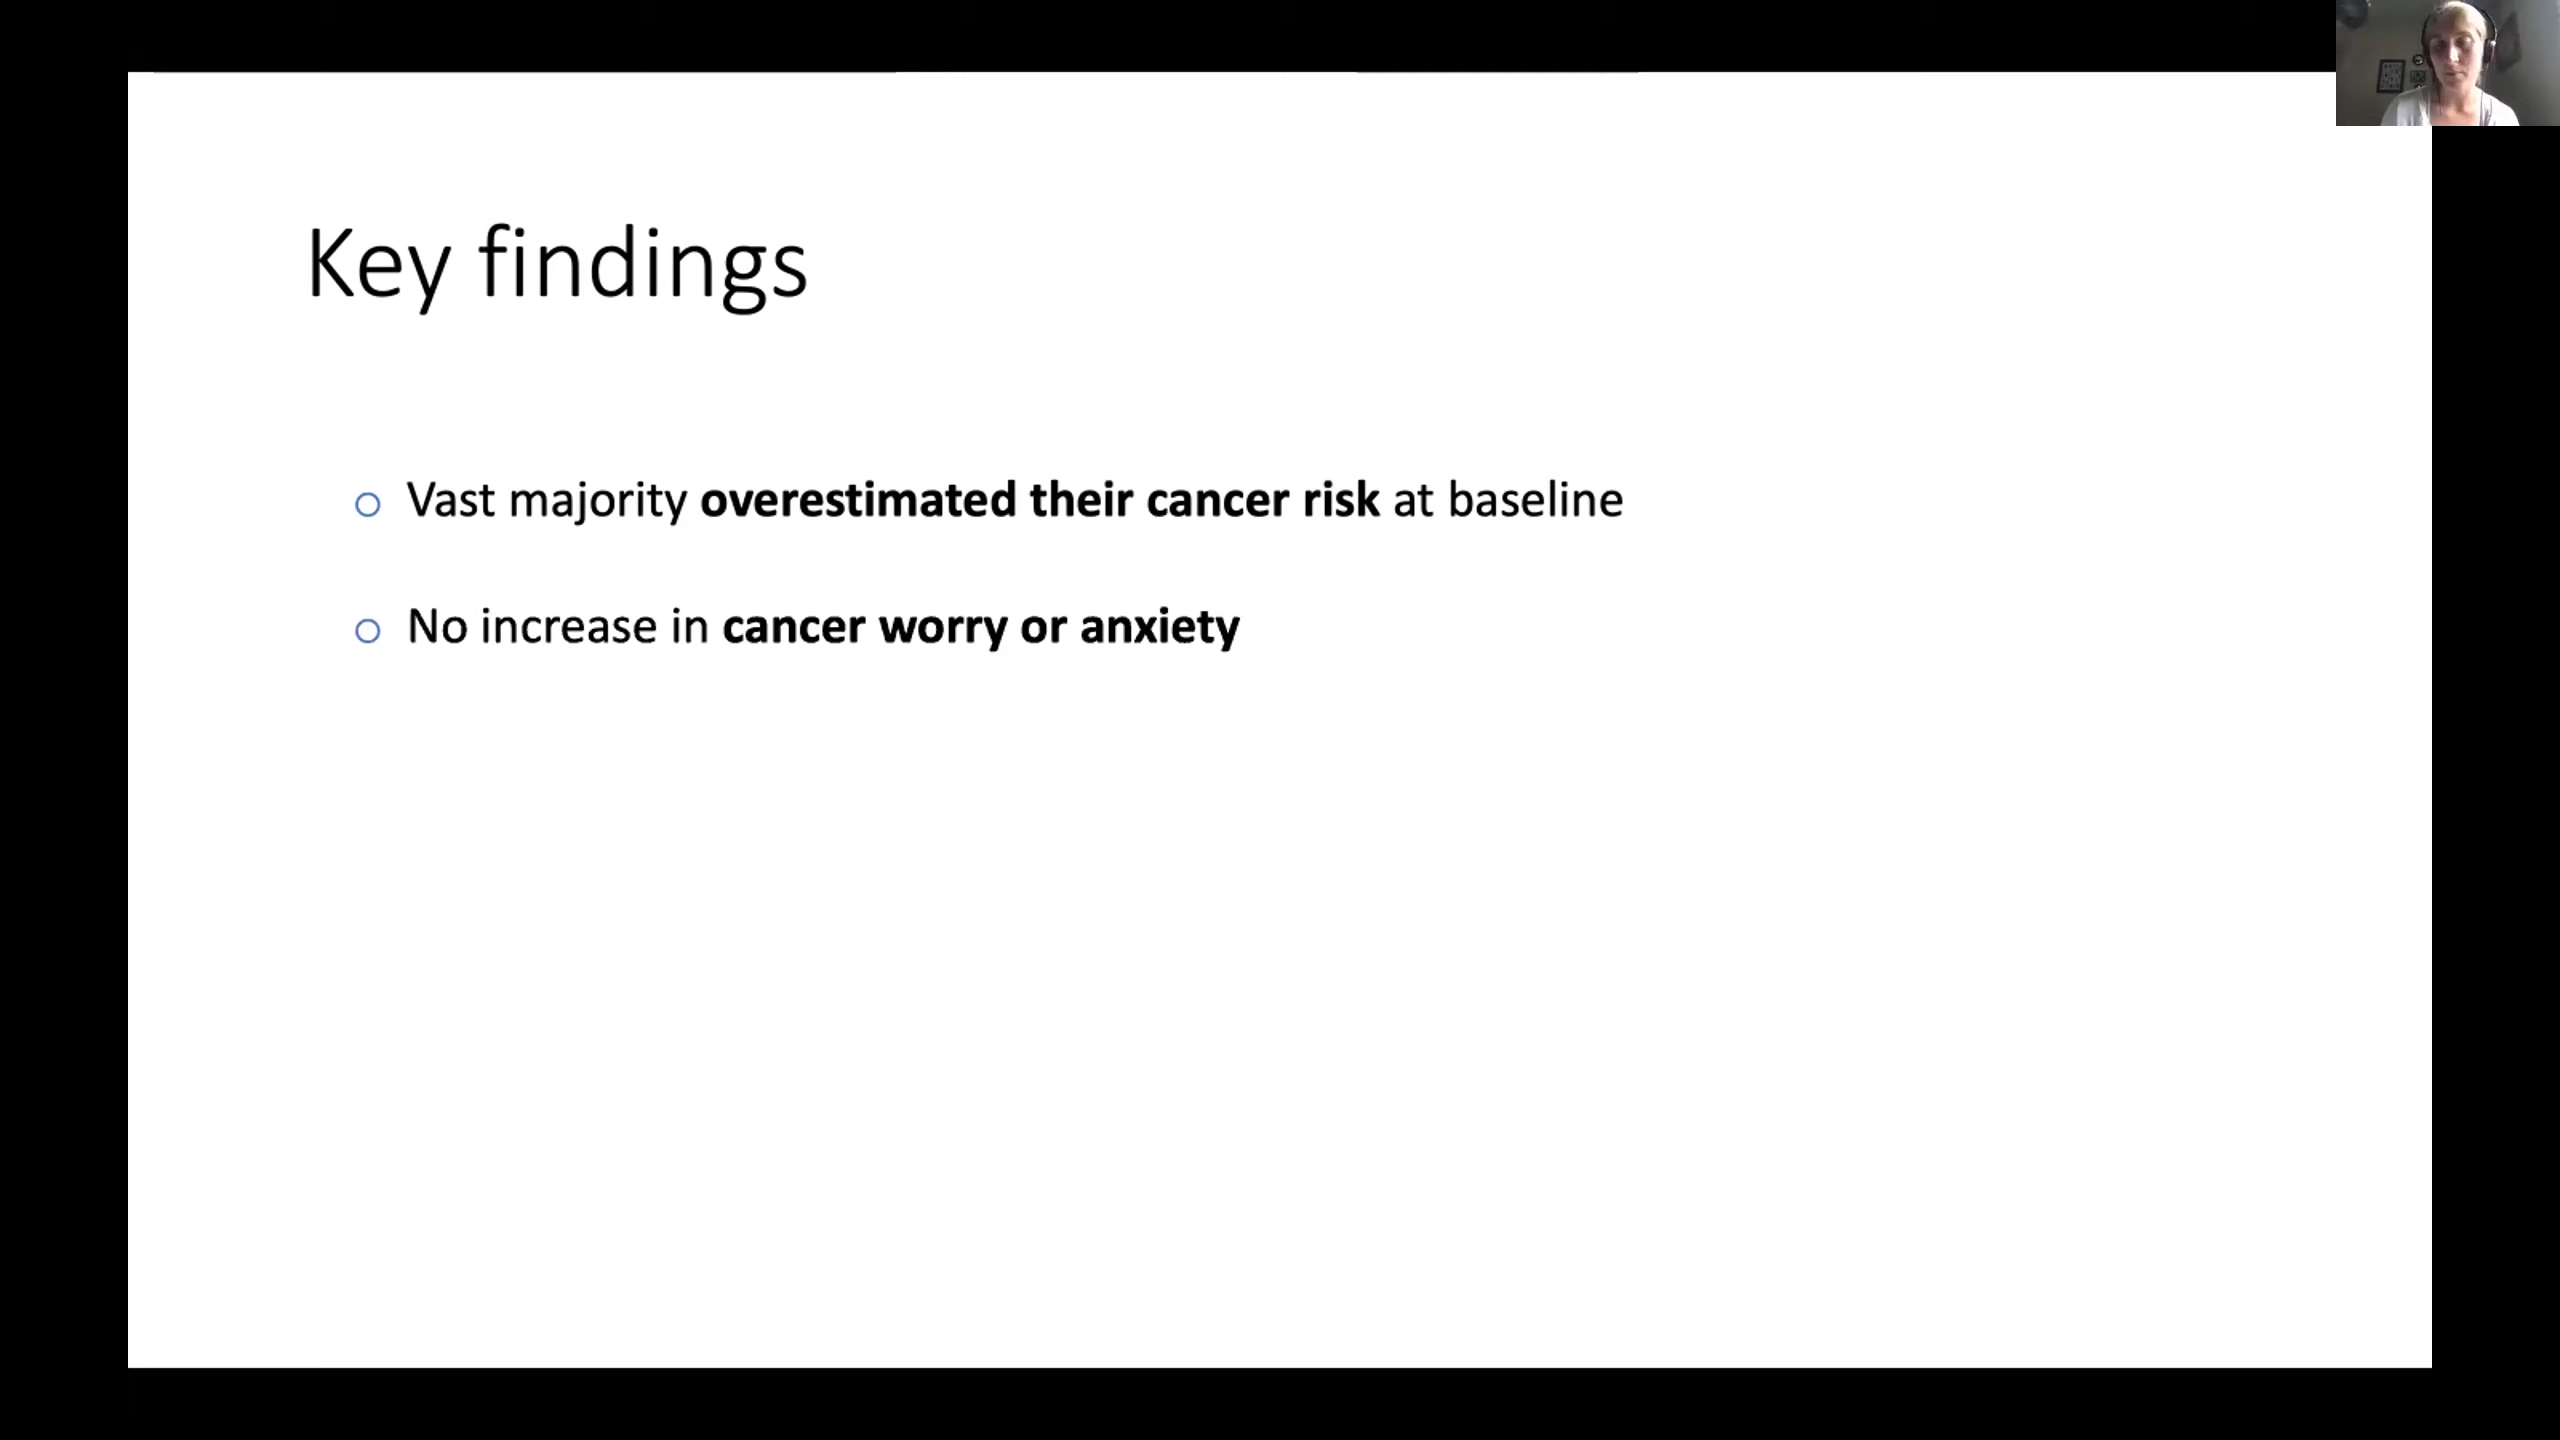 Key findings
Vast majority overestimated their cancer risk at baseline
No increase in cancer worry or anxiety